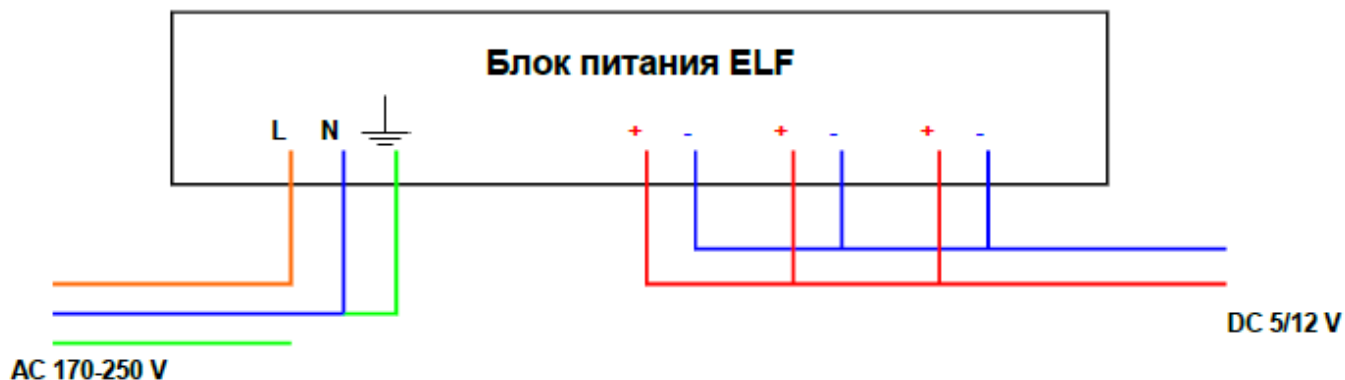 Блок питания ELF
L N + - + - + -
DC 5/12 V
AC 170-250 V